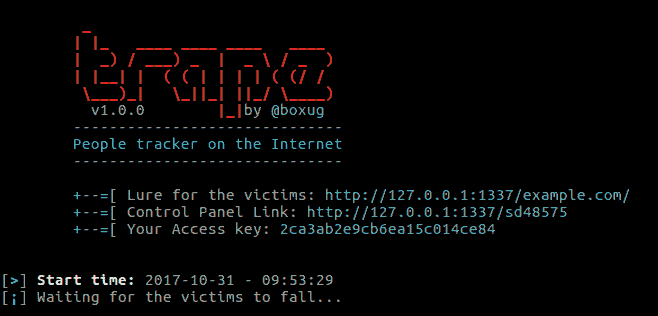 trape
v1.0.0 by @boxug
------------------------------
People tracker on the Internet
------------------------------
+--=[ Lure for the victims: http://127.0.0.1:1337/example.com/
+--=[ Control Panel Link: http://127.0.0.1:1337/sd48575
+--=[ Your Access key: 2ca3ab2e9cb6ea15c014ce84
[>] Start time: 2017-10-31 - 09:53:29
[¡] Waiting for the victims to fall...